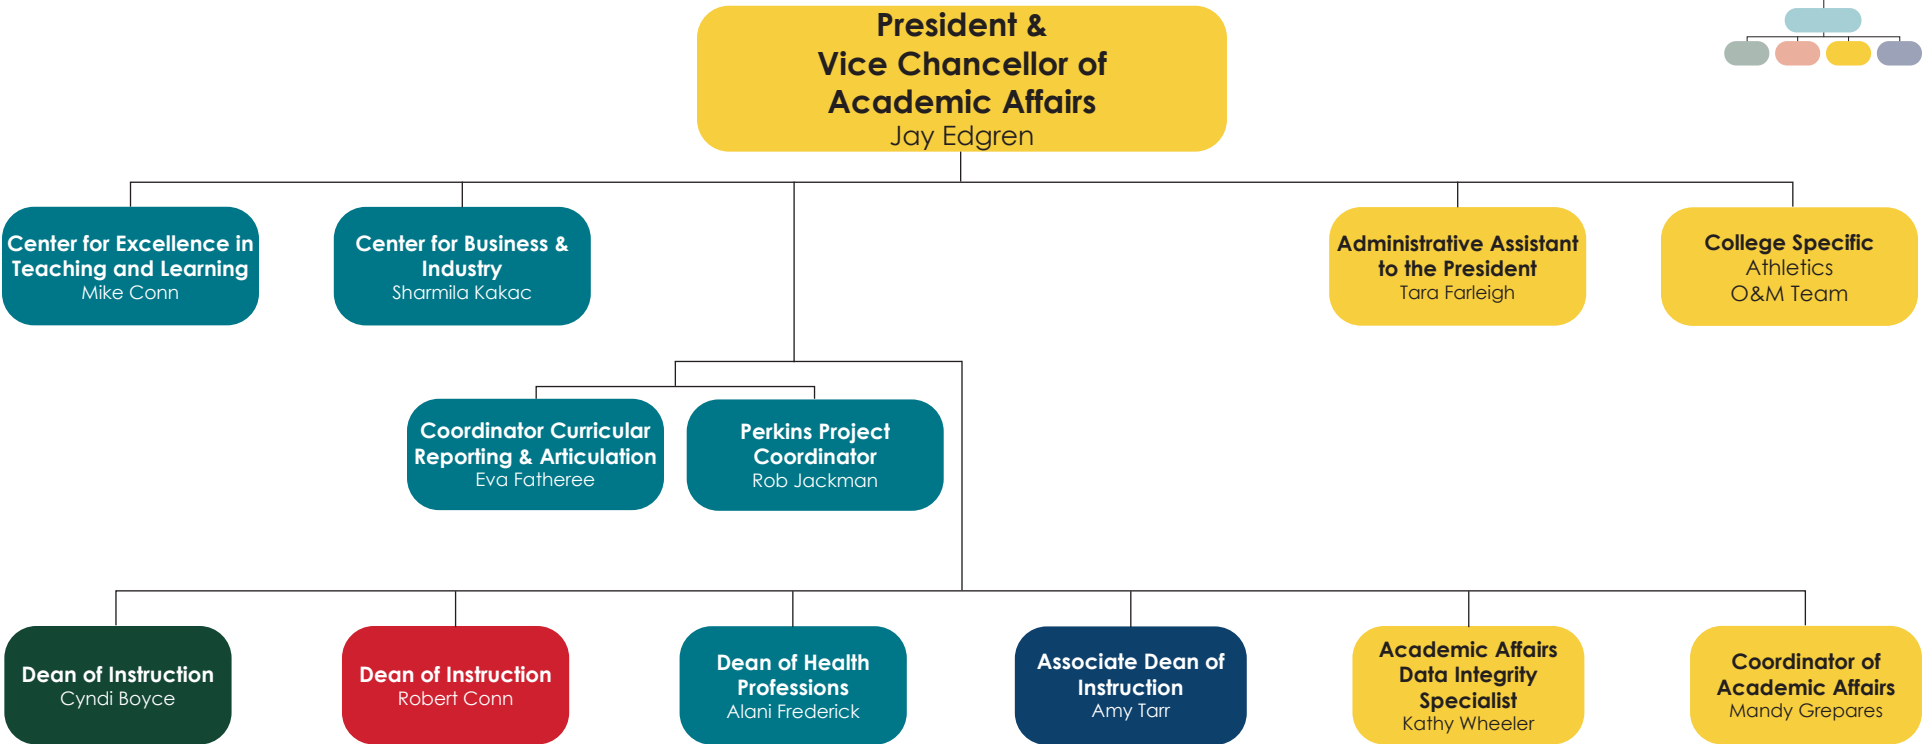 President &
Vice Chancellor of
Academic Affairs
Jay Edgren
Center for Excellence in
Teaching and Learning
Mike Conn
Center for Business &
Industry
Sharmila Kakac
Administrative Assistant
to the President
Tara Farleigh
College Specific
Athletics
O&M Team
Coordinator Curricular
Reporting & Articulation
Eva Fatheree
Perkins Project
Coordinator
Rob Jackman
Dean of Instruction
Cyndi Boyce
Dean of Instruction
Robert Conn
Dean of Health
Professions
Alani Frederick
Associate Dean of
Instruction
Amy Tarr
Academic Affairs
Data Integrity
Specialist
Kathy Wheeler
Coordinator of
Academic Affairs
Mandy Grepares